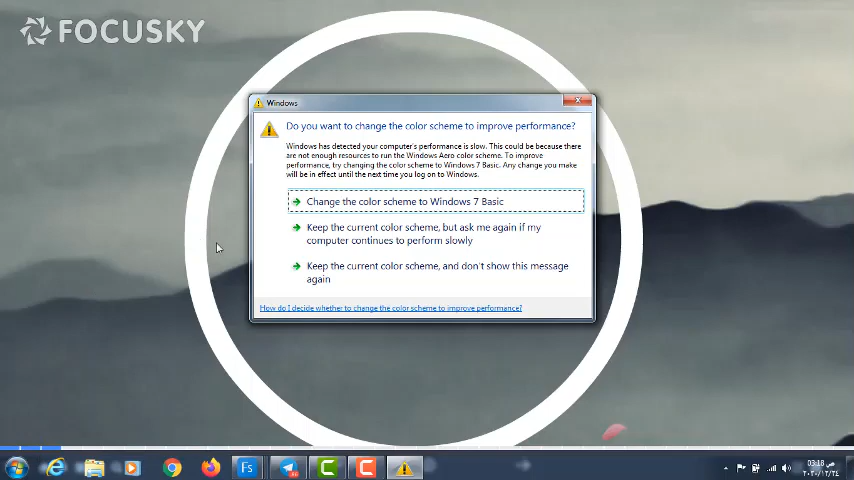 FOCUSKY
Windows
Do you want to change the color scheme to improve performance?
Windows has detected your computer's performance is slow. This could be because there
are not enough resources to run the Windows Aero color scheme. To improve
performance, try changing the color scheme to Windows 7 Basic. Any change you make
will be in effect until the next time you log on to Windows.
Change the color scheme to Windows 7 Basic
Keep the current color scheme, but ask me again if my
computer continues to perform slowly
Keep the current color scheme, and don't show this message
again
How do I decide whether to change the color scheme to improve performance?
Fs
03:18 ص
٢٠٢٠/١٢/٢٤